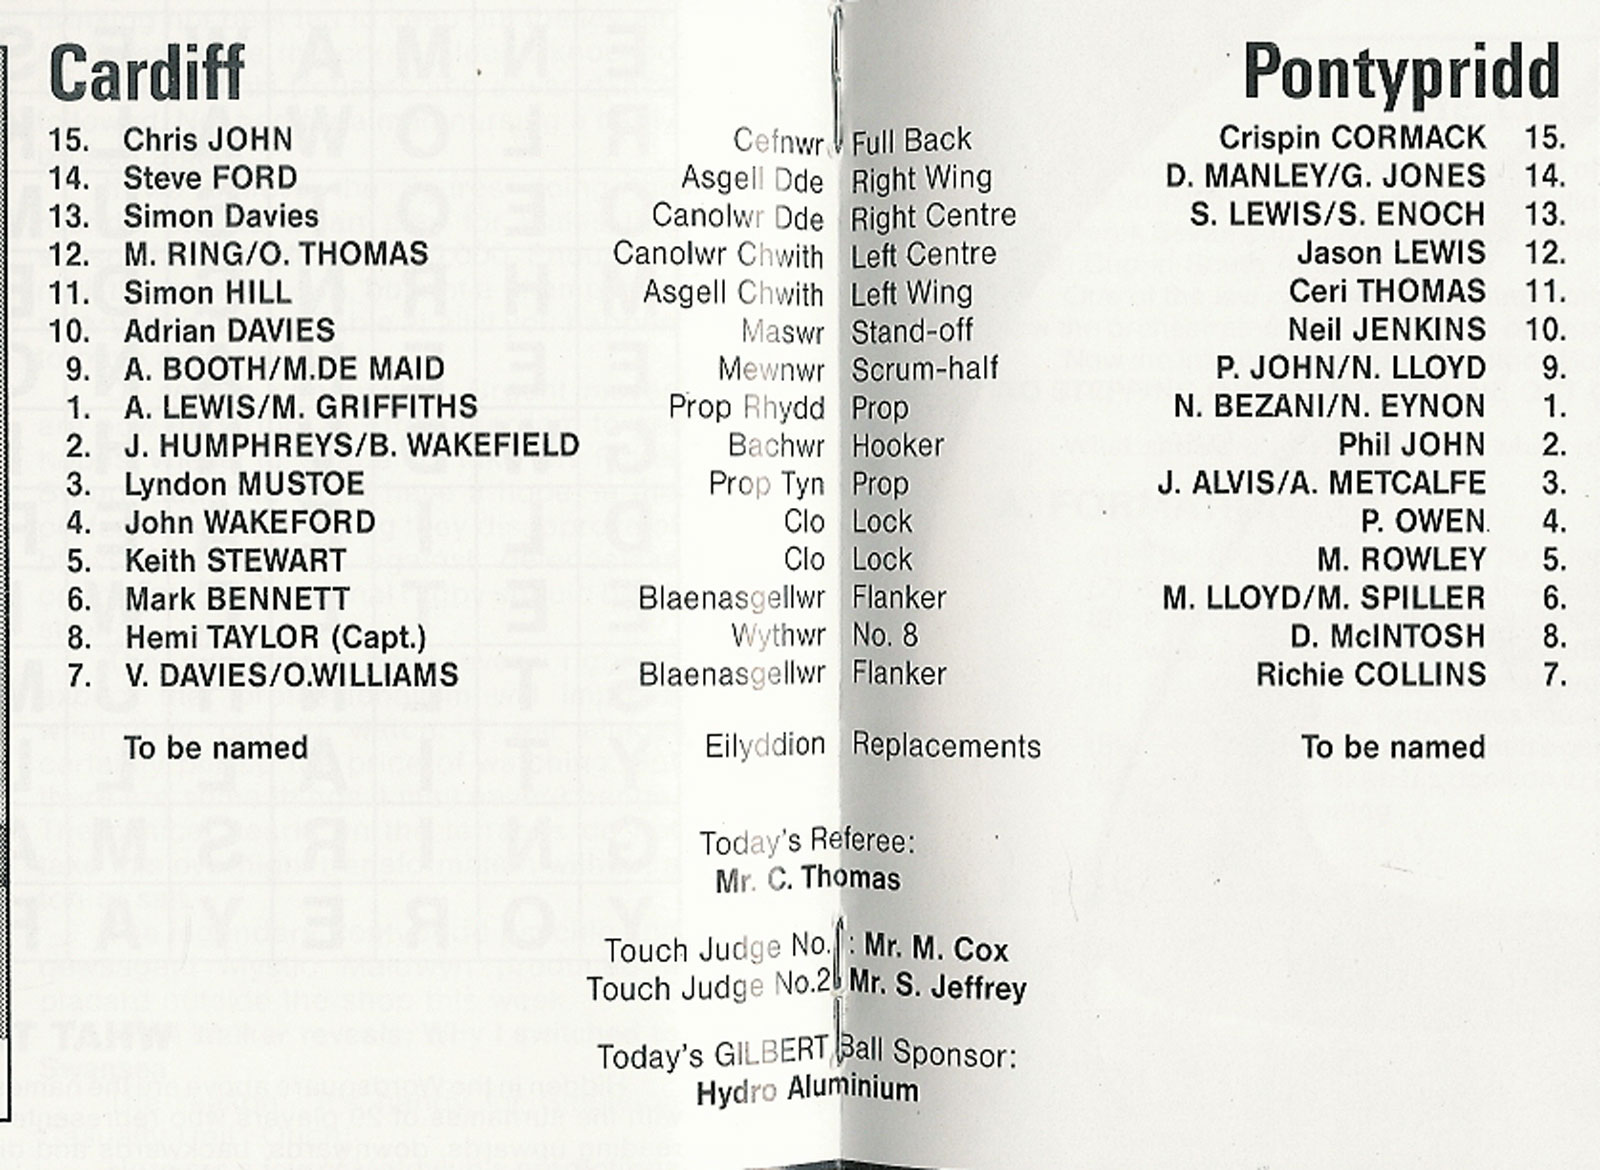 Cardiff Pontypridd
15. Chris JOHN Cefnwr Full Back Crispin CORMACK 15.
14. Steve FORD Asgell Dde Right Wing D. MANLEY/G. JONES 14.
13. Simon Davies Canolwr Dde Right Centre S. LEWIS/S. ENOCH 13.
12. M. RING/O. THOMAS Canolwr Chwith Left Centre Jason LEWIS 12.
11. Simon HILL Asgell Chwith Left Wing Ceri THOMAS 11.
10. Adrian DAVIES Maswr Stand-off Neil JENKINS 10.
9. A. BOOTH/M.DE MAID Mewnwr Scrum-half P. JOHN/N. LLOYD 9.
1. A. LEWIS/M. GRIFFITHS Prop Rhydd Prop N. BEZANI/N. EYNON 1.
2. J. HUMPHREYS/B. WAKEFIELD Bachwr Hooker Phil JOHN 2.
3. Lyndon MUSTOE Prop Tyn Prop J. ALVIS/A. METCALFE 3.
4. John WAKEFORD Clo Lock P. OWEN. 4.
5. Keith STEWART Clo Lock M. ROWLEY 5.
6. Mark BENNETT Blaenasgellwr Flanker M. LLOYD/M. SPILLER 6.
8. Hemi TAYLOR (Capt.) Wythwr No. 8 D. McINTOSH 8.
7. V. DAVIES/O.WILLIAMS Blaenasgellwr Flanker Richie COLLINS 7.
To be named Eilyddion Replacements To be named
Today's Referee:
Mr. C. Thomas
Touch Judge No.1: Mr. M. Cox
Touch Judge No.2: Mr. S. Jeffrey
Today's GILBERT Ball Sponsor:
Hydro Aluminium